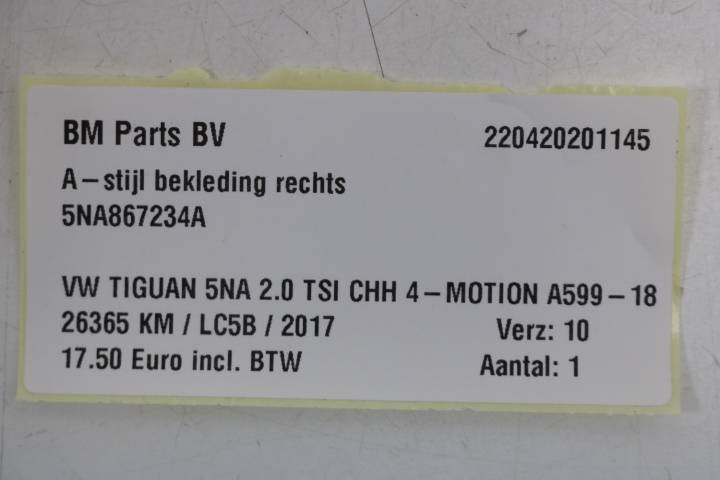 BM Parts BV 220420201145
A-stijl bekleding rechts
5NA867234A
VW TIGUAN 5NA 2.0 TSI CHH 4-MOTION A599-18
26365 KM / LC5B / 2017 Verz: 10
17.50 Euro incl. BTW Aantal: 1